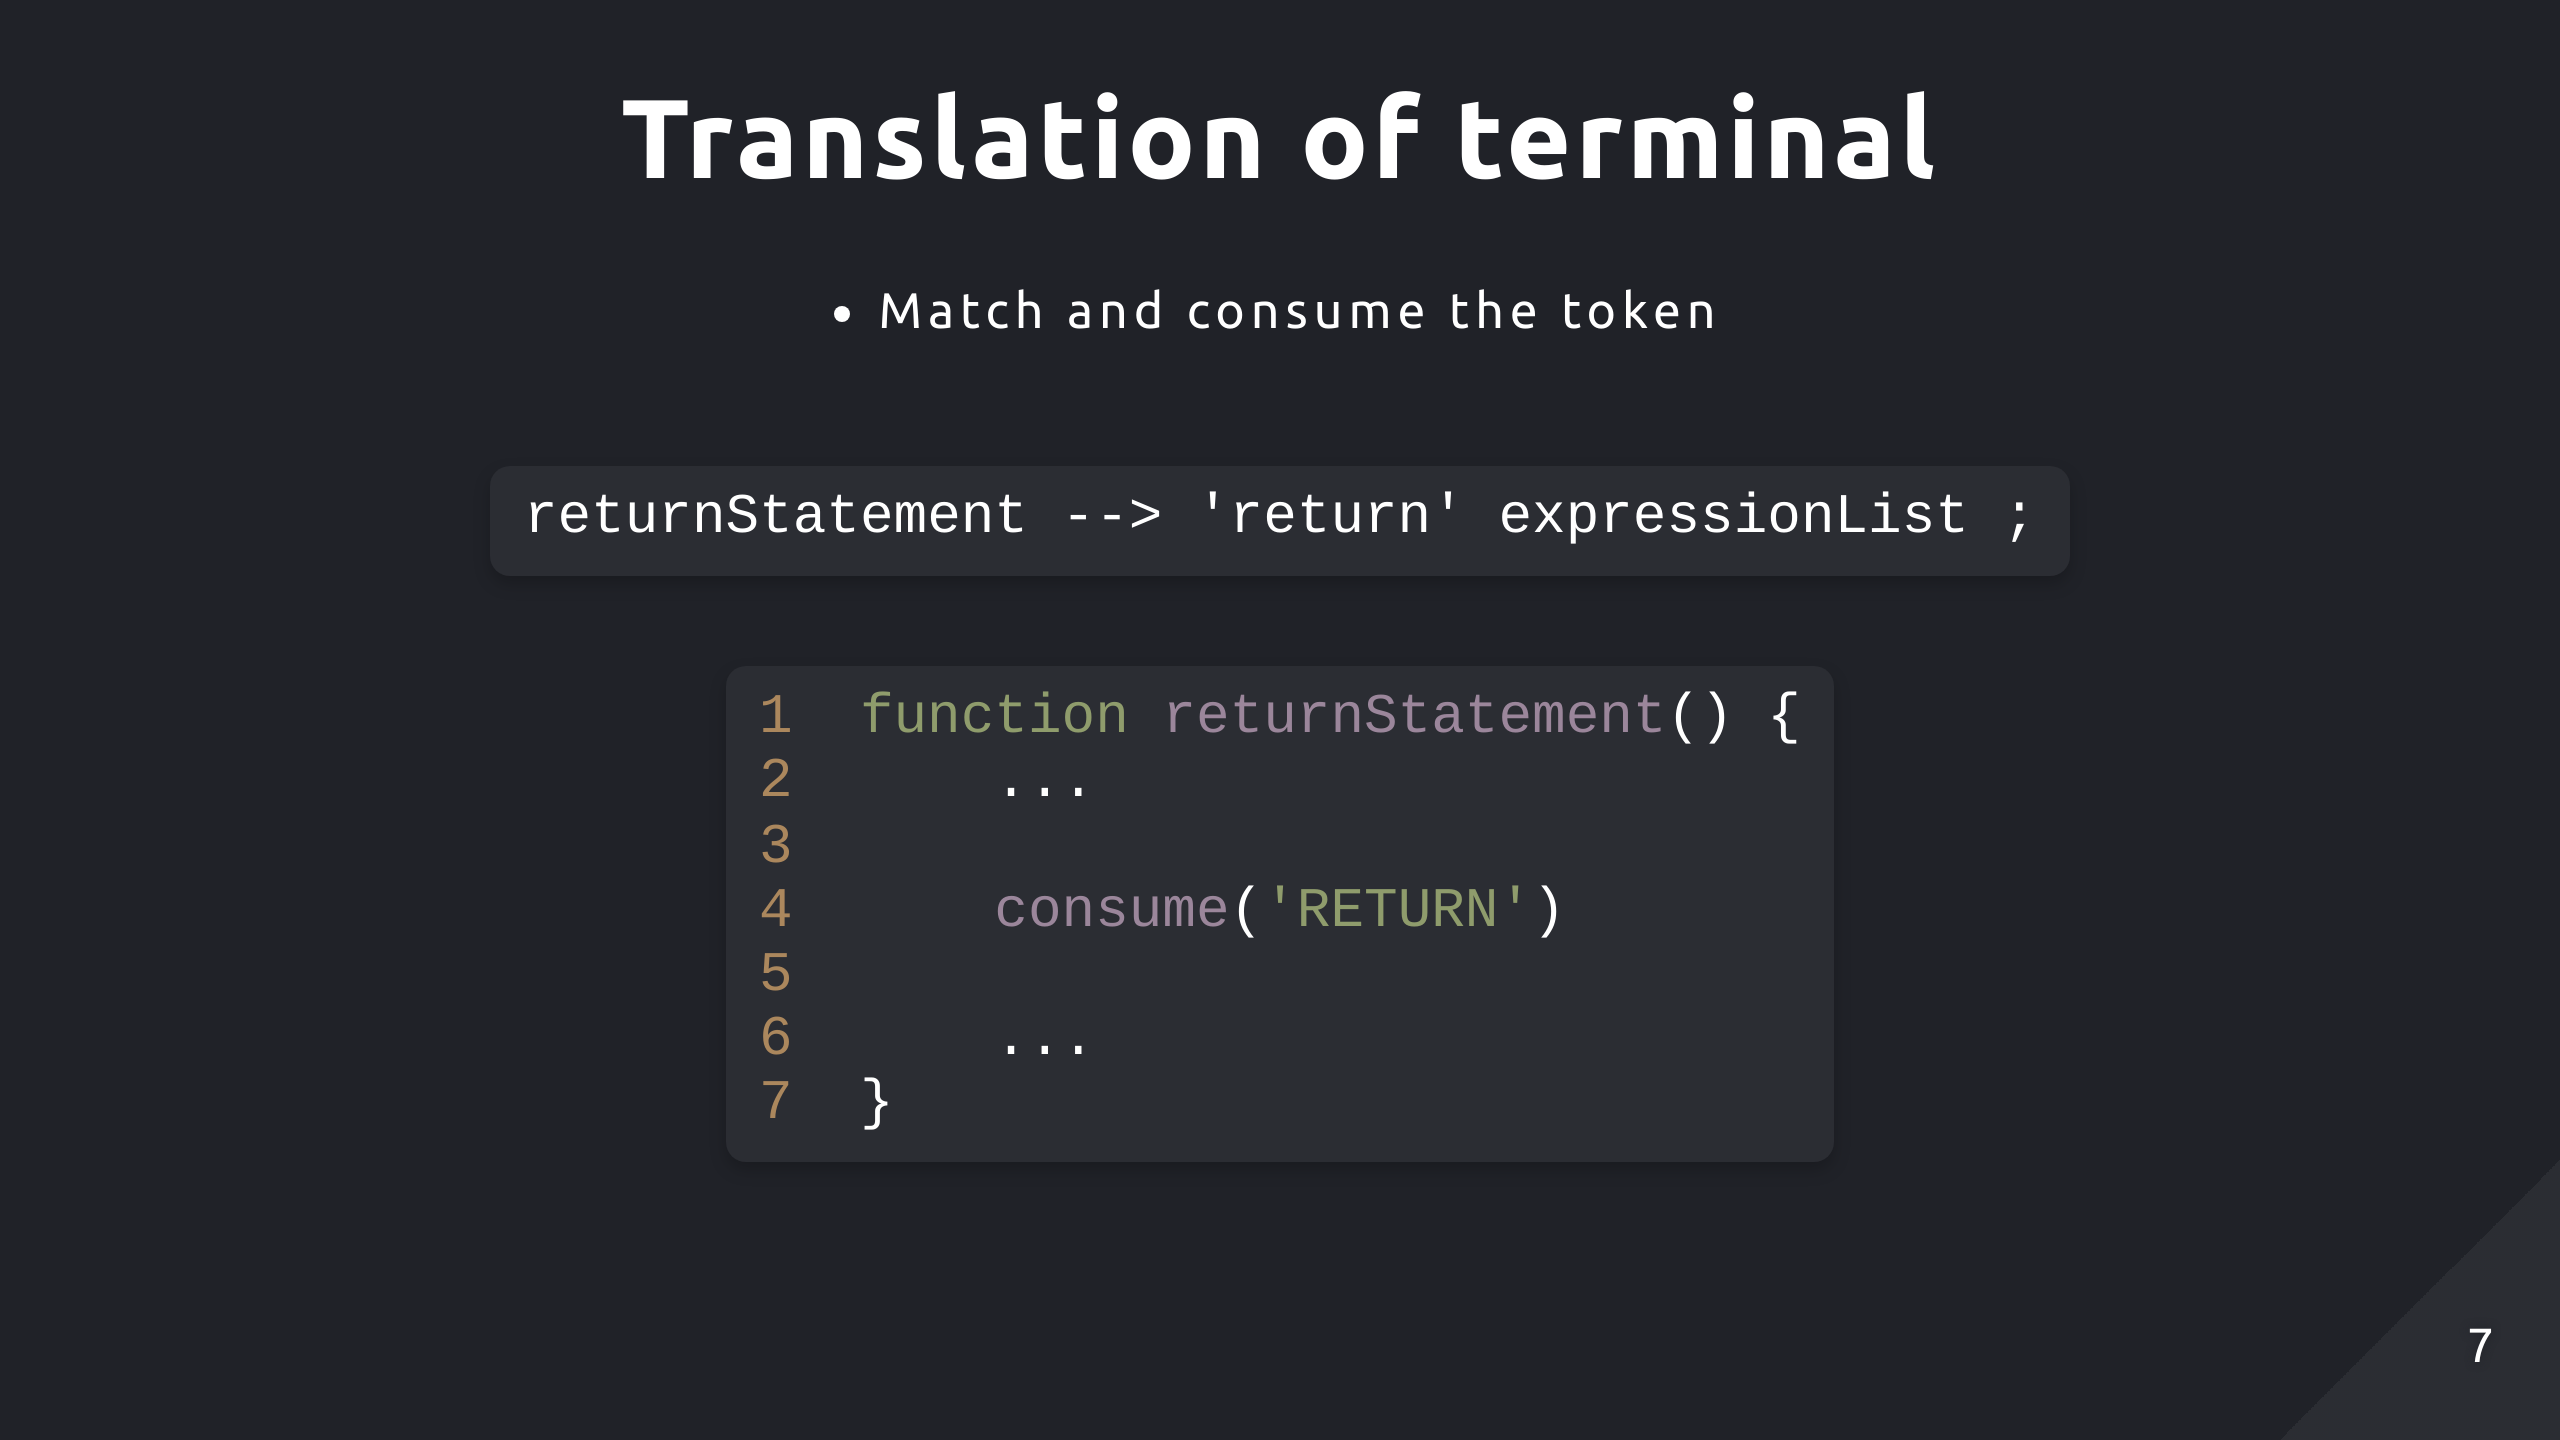 Translation of terminal
• Match and consume the token
returnStatement --> 'return' expressionList ;
1  function returnStatement() {
2      ...
3
4      consume('RETURN')
5
6      ...
7  }
7